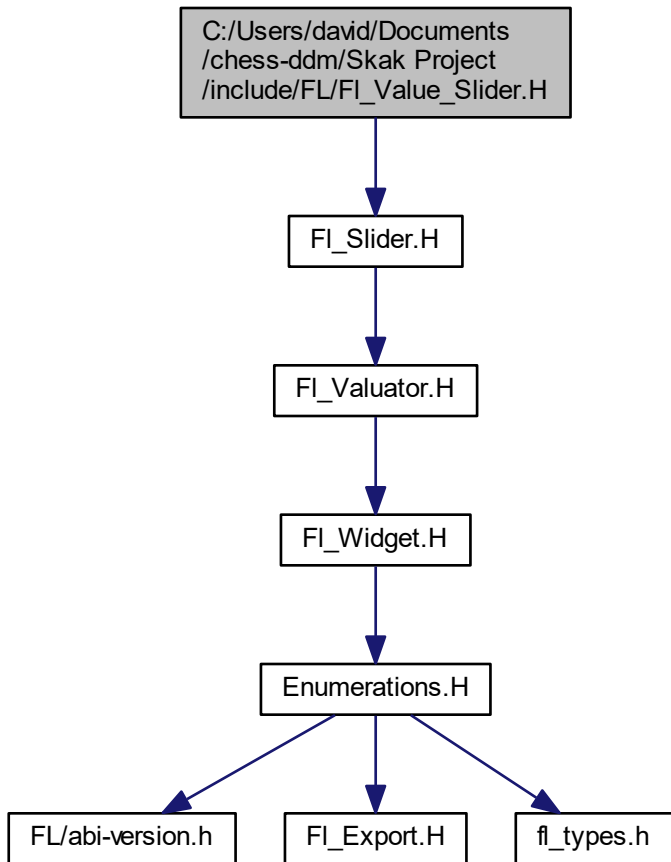 C:/Users/david/Documents
/chess-ddm/Skak Project
/include/FL/Fl_Value_Slider.H
Fl_Slider.H
Fl_Valuator.H
Fl_Widget.H
Enumerations.H
FL/abi-version.h
Fl_Export.H
fl_types.h